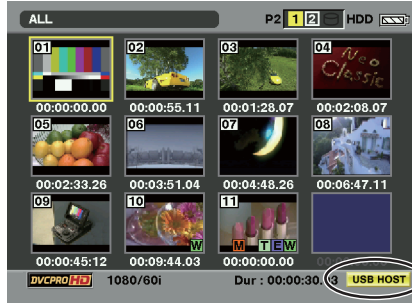 ALL P2 1 2 HDD
01 02 03 04
Neo
Classic
00:00:00.00 00:00:55.11 00:01:28.07 00:02:08.07
05 06 07 08
00:02:33.26 00:03:51.04 00:04:48.26 00:06:47.11
09 10 11
W M T E W
00:00:45:12 00:09:44.03 00:00:00.00
DVCPRO HD 1080/60i Dur : 00:00:30. 03 USB HOST